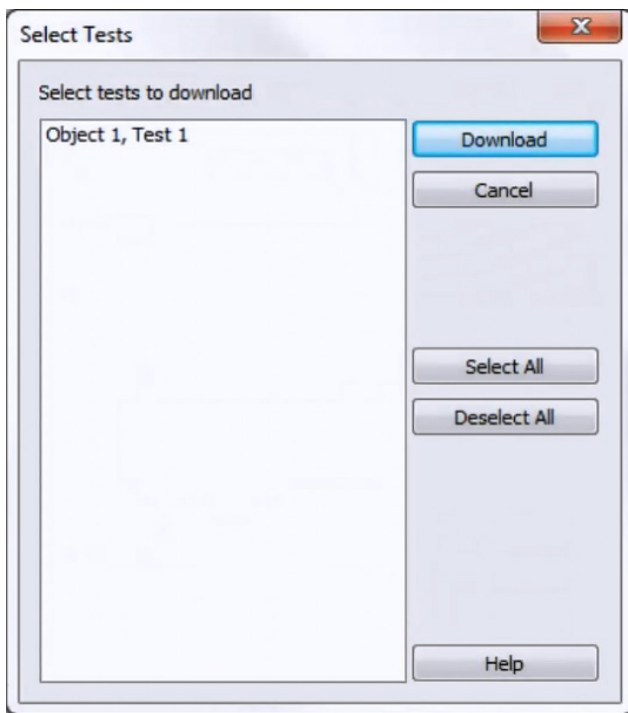 Select Tests
Select tests to download
Object 1, Test 1
Download
Cancel
Select All
Deselect All
Help